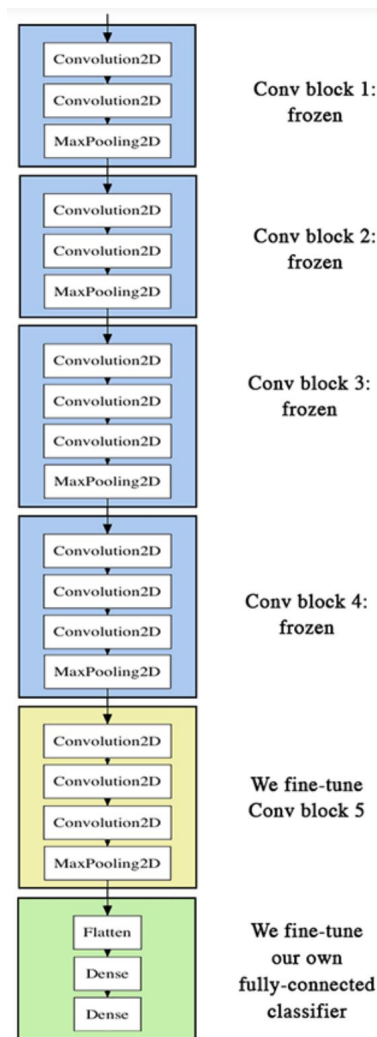 Convolution2D
Convolution2D
MaxPooling2D
Conv block 1:
frozen
Convolution2D
Convolution2D
MaxPooling2D
Conv block 2:
frozen
Convolution2D
Convolution2D
Convolution2D
MaxPooling2D
Conv block 3:
frozen
Convolution2D
Convolution2D
Convolution2D
MaxPooling2D
Conv block 4:
frozen
Convolution2D
Convolution2D
Convolution2D
MaxPooling2D
We fine-tune
Conv block 5
Flatten
Dense
Dense
We fine-tune
our own
fully-connected
classifier